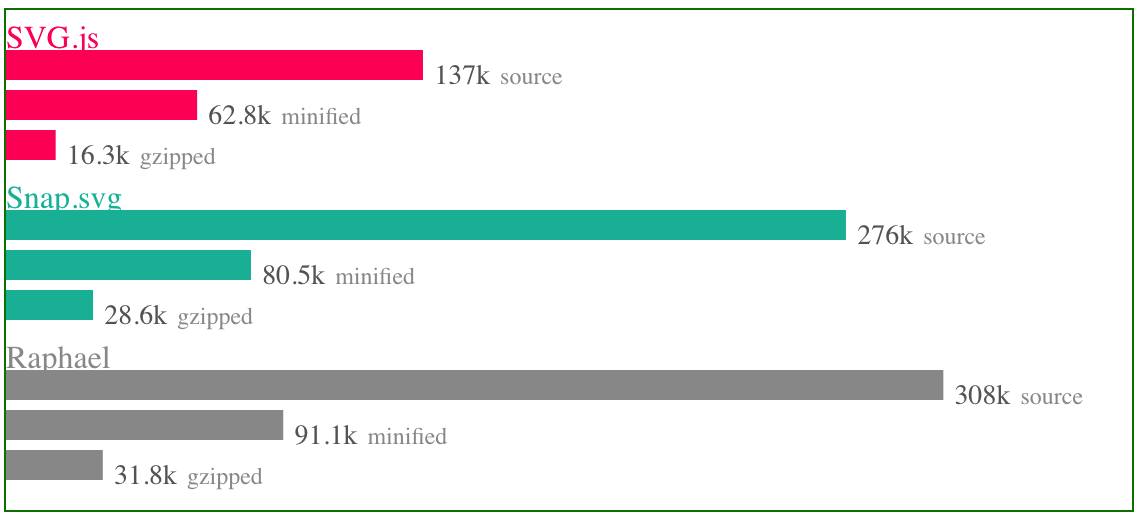 SVG.js
137k source
62.8k minified
16.3k gzipped
Snap.svg
276k source
80.5k minified
28.6k gzipped
Raphael
308k source
91.1k minified
31.8k gzipped